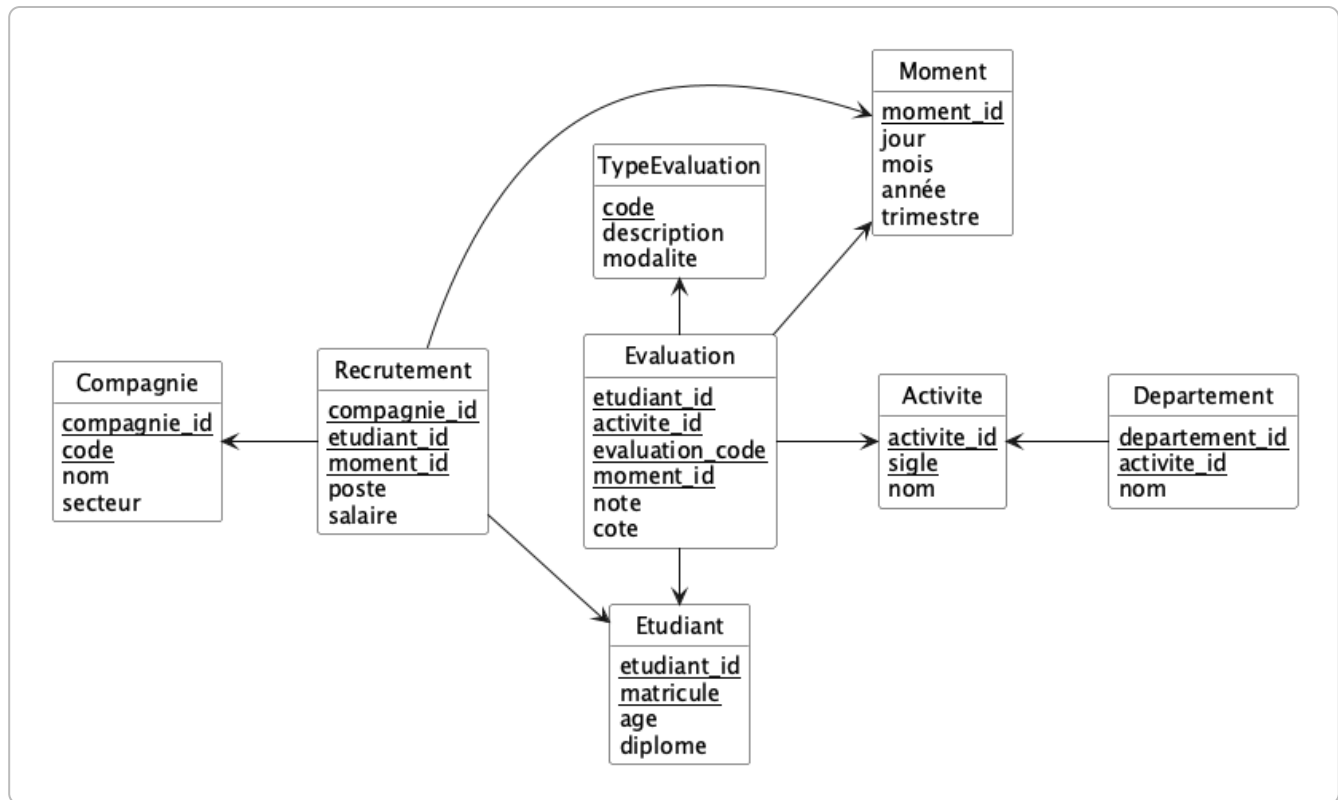 Moment
moment_id
jour
mois
année
trimestre
TypeEvaluation
code
description
modalite
Compagnie
compagnie_id
code
nom
secteur
Recrutement
compagnie_id
etudiant_id
moment_id
poste
salaire
Evaluation
etudiant_id
activite_id
evaluation_code
moment_id
note
cote
Activite
activite_id
sigle
nom
Departement
departement_id
activite_id
nom
Etudiant
etudiant_id
matricule
age
diplome